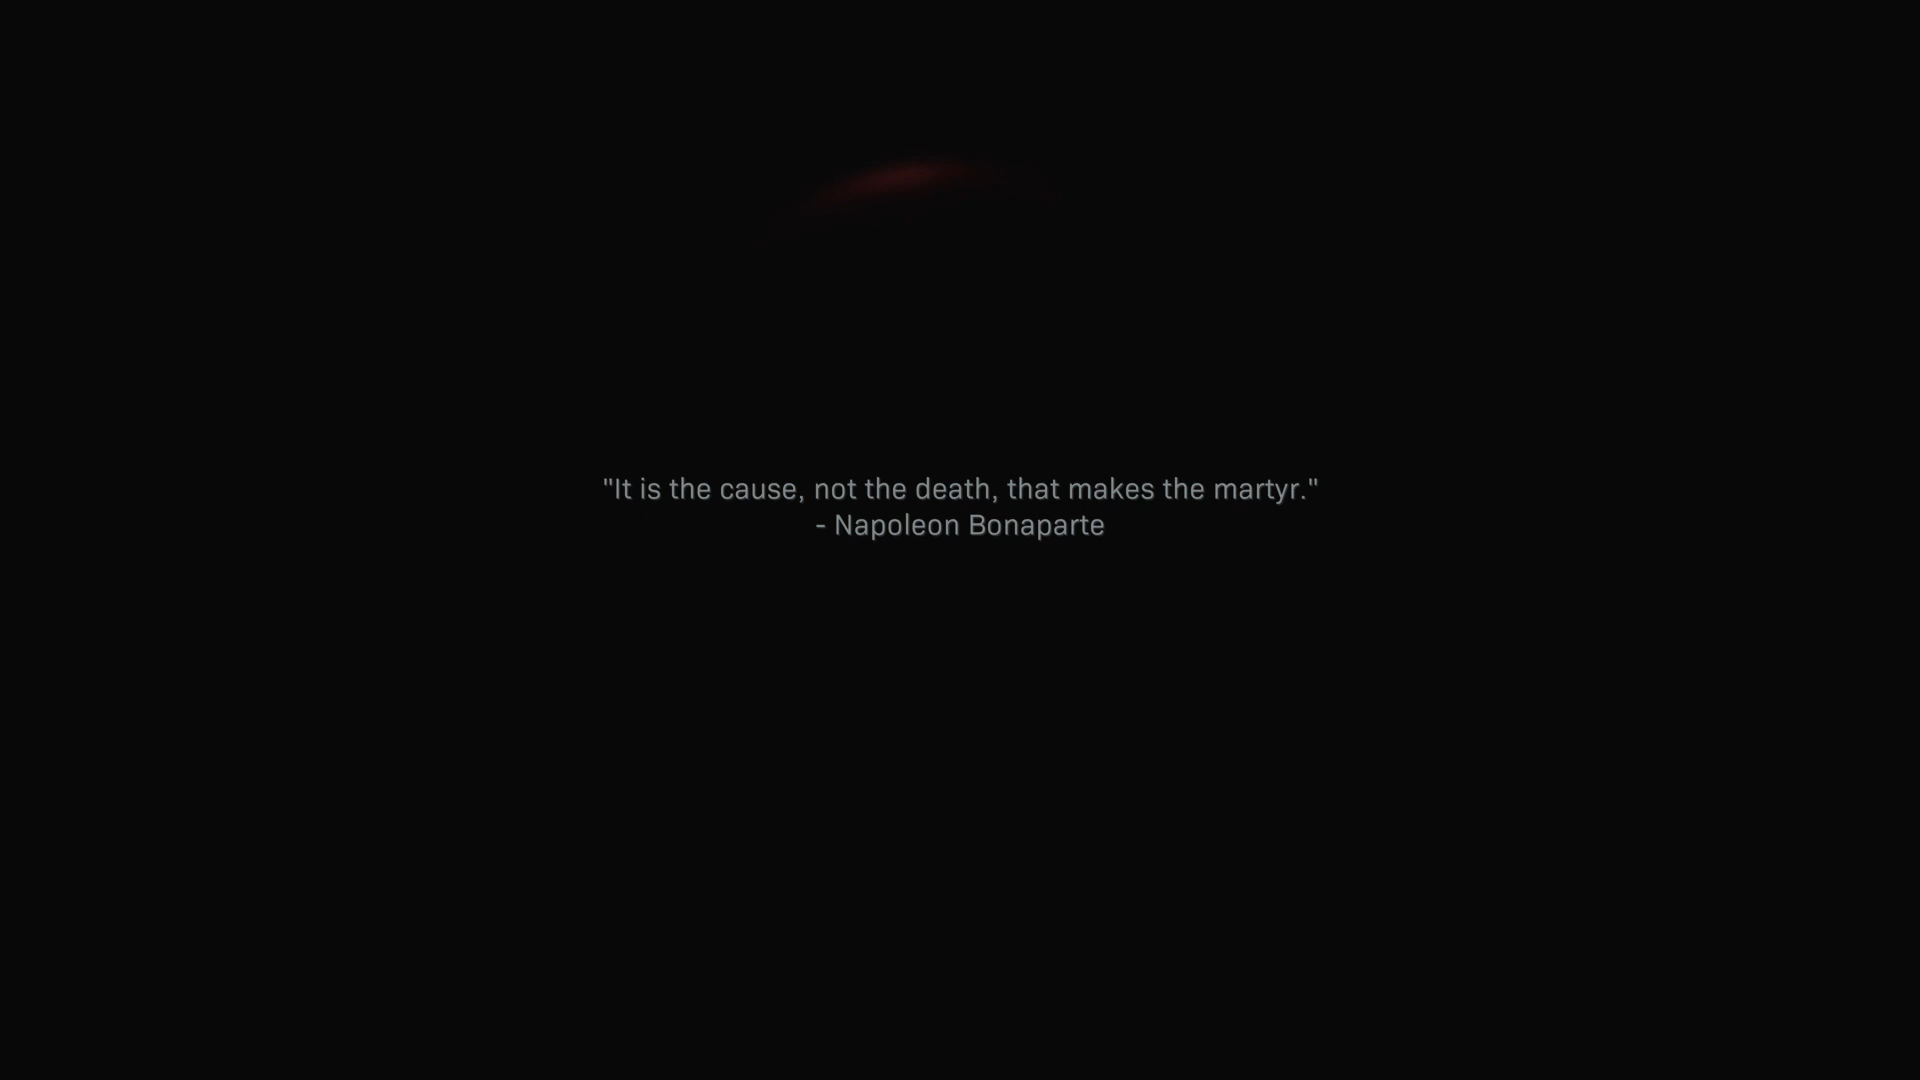 "It is the cause, not the death, that makes the martyr."
- Napoleon Bonaparte